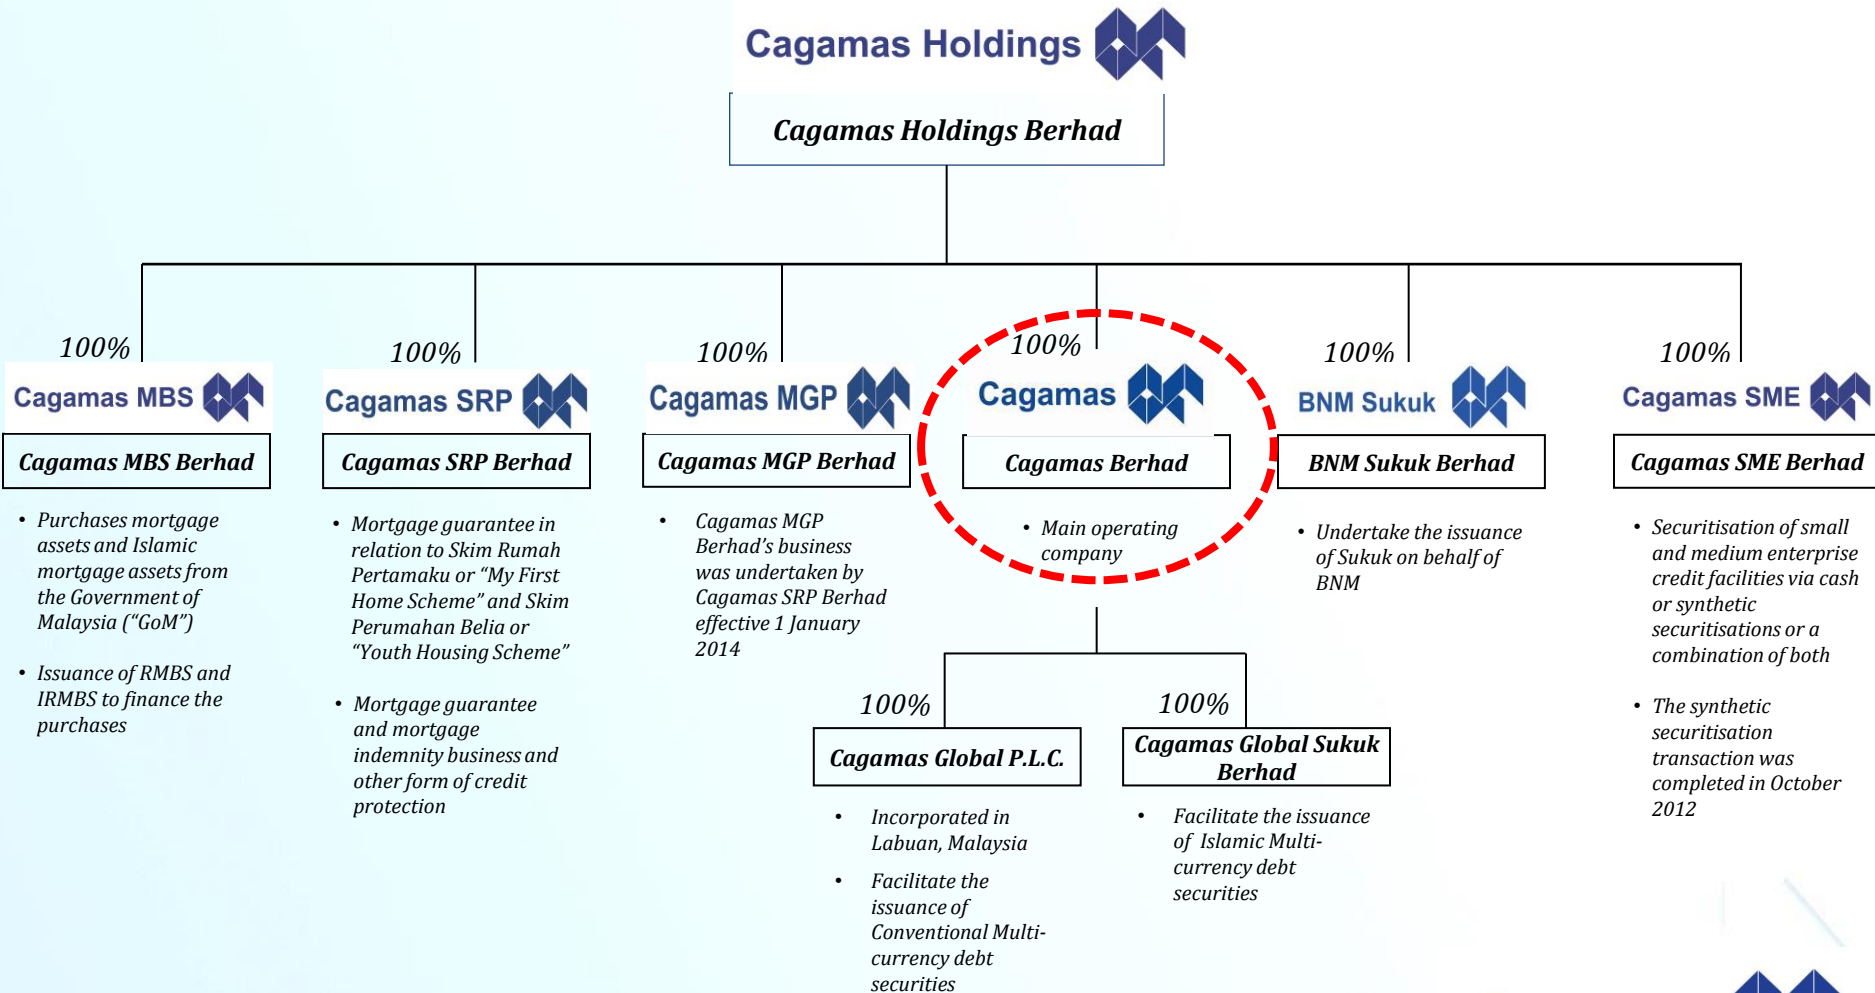 Cagamas Holdings
Cagamas Holdings Berhad
100%
Cagamas MBS
Cagamas MBS Berhad
• Purchases mortgage
assets and Islamic
mortgage assets from
the Government of
Malaysia (“GoM”)
• Issuance of RMBS and
IRMBS to finance the
purchases
100%
Cagamas SRP
Cagamas SRP Berhad
• Mortgage guarantee in
relation to Skim Rumah
Pertamaku or “My First
Home Scheme” and Skim
Perumahan Belia or
“Youth Housing Scheme”
• Mortgage guarantee
and mortgage
indemnity business and
other form of credit
protection
100%
Cagamas MGP
Cagamas MGP Berhad
• Cagamas MGP
Berhad’s business
was undertaken by
Cagamas SRP Berhad
effective 1 January
2014
100%
Cagamas
Cagamas Berhad
• Main operating
company
100%
BNM Sukuk
BNM Sukuk Berhad
• Undertake the issuance
of Sukuk on behalf of
BNM
100%
Cagamas SME
Cagamas SME Berhad
• Securitisation of small
and medium enterprise
credit facilities via cash
or synthetic
securitisations or a
combination of both
• The synthetic
securitisation
transaction was
completed in October
2012
100%
Cagamas Global P.L.C.
• Incorporated in
Labuan, Malaysia
• Facilitate the
issuance of
Conventional Multi-
currency debt
securities
100%
Cagamas Global Sukuk
Berhad
• Facilitate the issuance
of Islamic Multi-
currency debt
securities